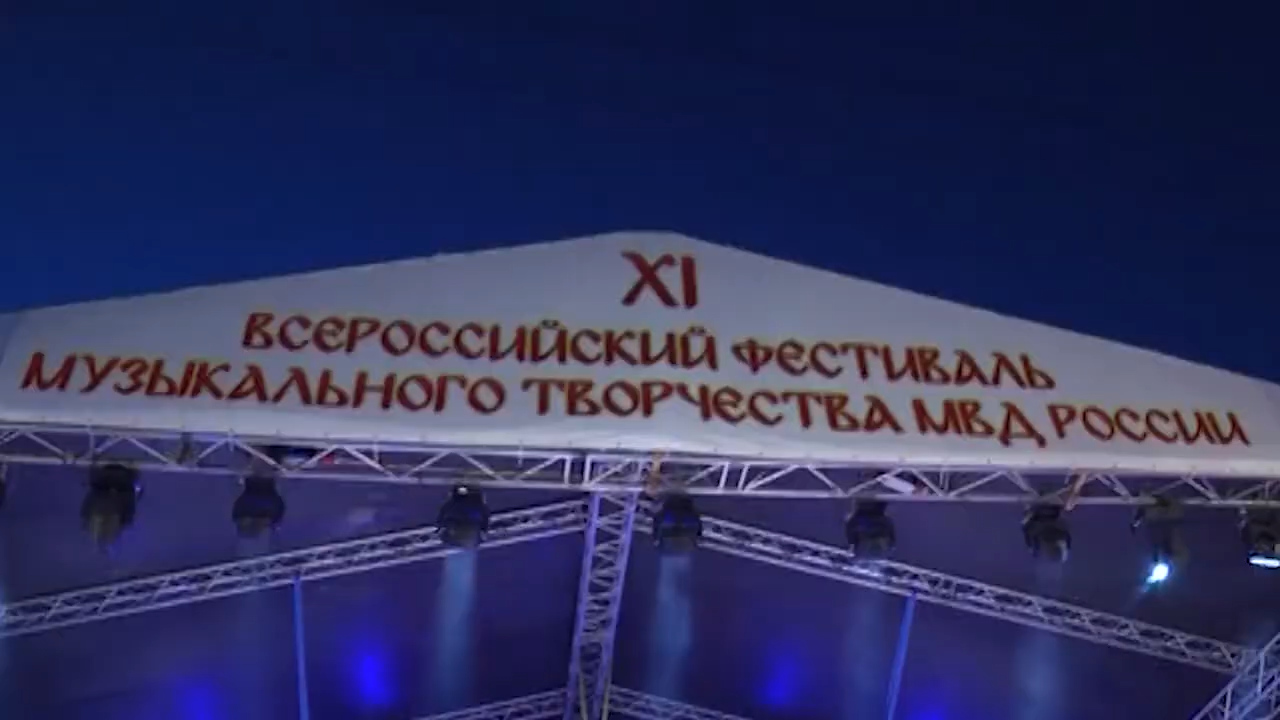 XI
ВСЕРОССИЙСКИЙ ФЕСТИВАЛЬ
МУЗЫКАЛЬНОГО ТВОРЧЕСТВА МВД РОССИИ